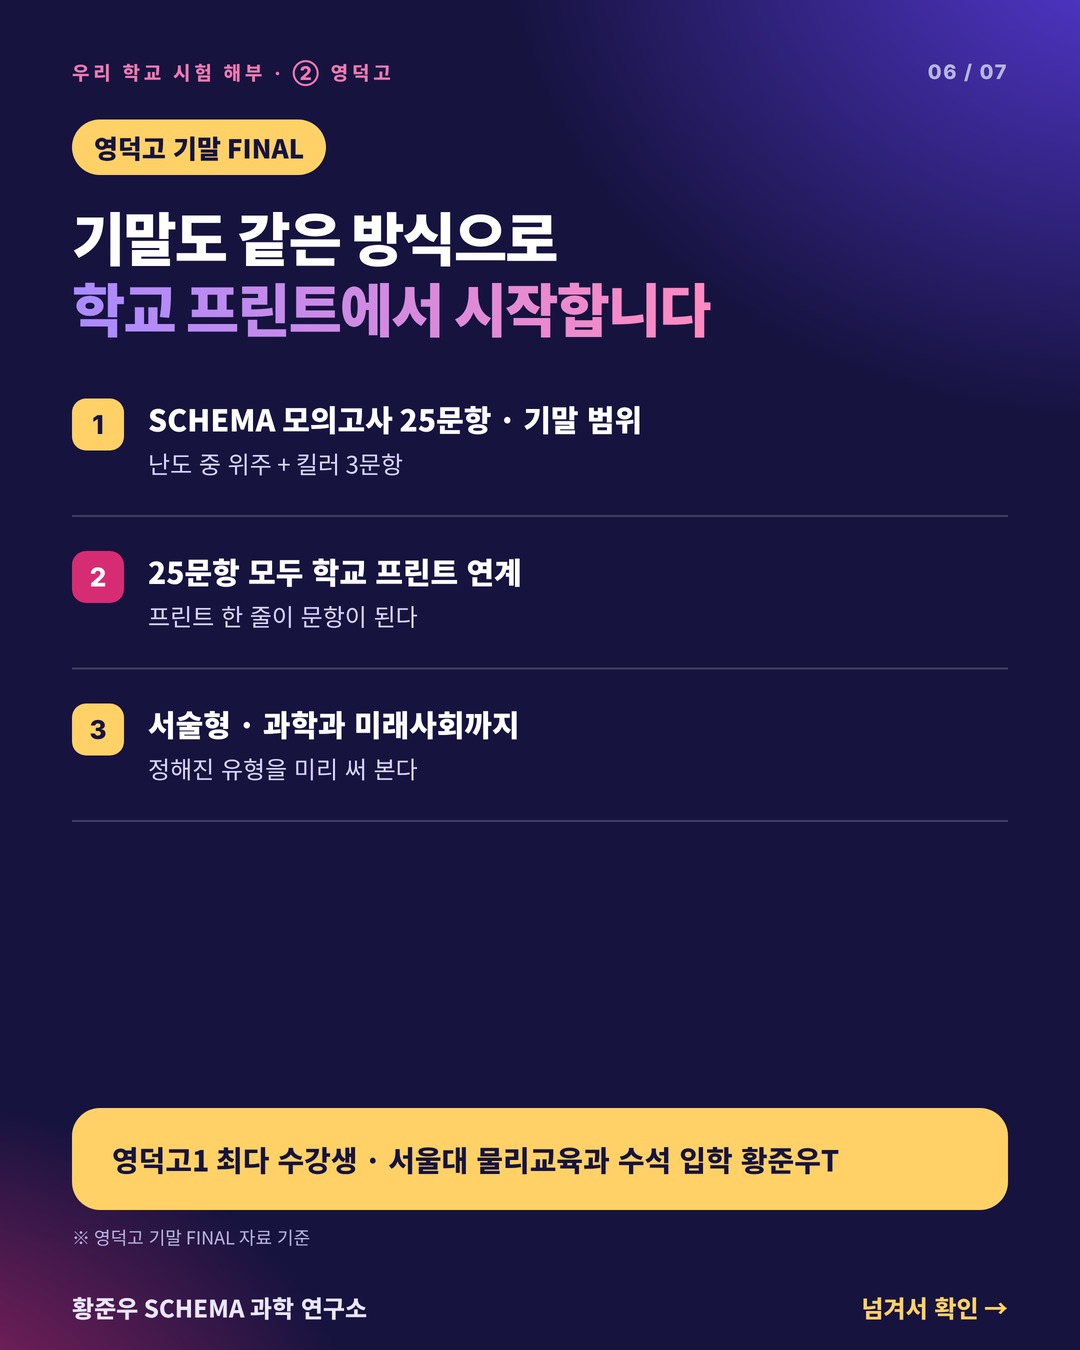 우리 학교 시험 해부 · ② 영덕고
06 / 07
영덕고 기말 FINAL
기말도 같은 방식으로
학교 프린트에서 시작합니다
1
SCHEMA 모의고사 25문항 · 기말 범위
난도 중 위주 + 킬러 3문항
2
25문항 모두 학교 프린트 연계
프린트 한 줄이 문항이 된다
3
서술형 · 과학과 미래사회까지
정해진 유형을 미리 써 본다
영덕고1 최다 수강생 · 서울대 물리교육과 수석 입학 황준우T
※ 영덕고 기말 FINAL 자료 기준
황준우 SCHEMA 과학 연구소
넘겨서 확인 →